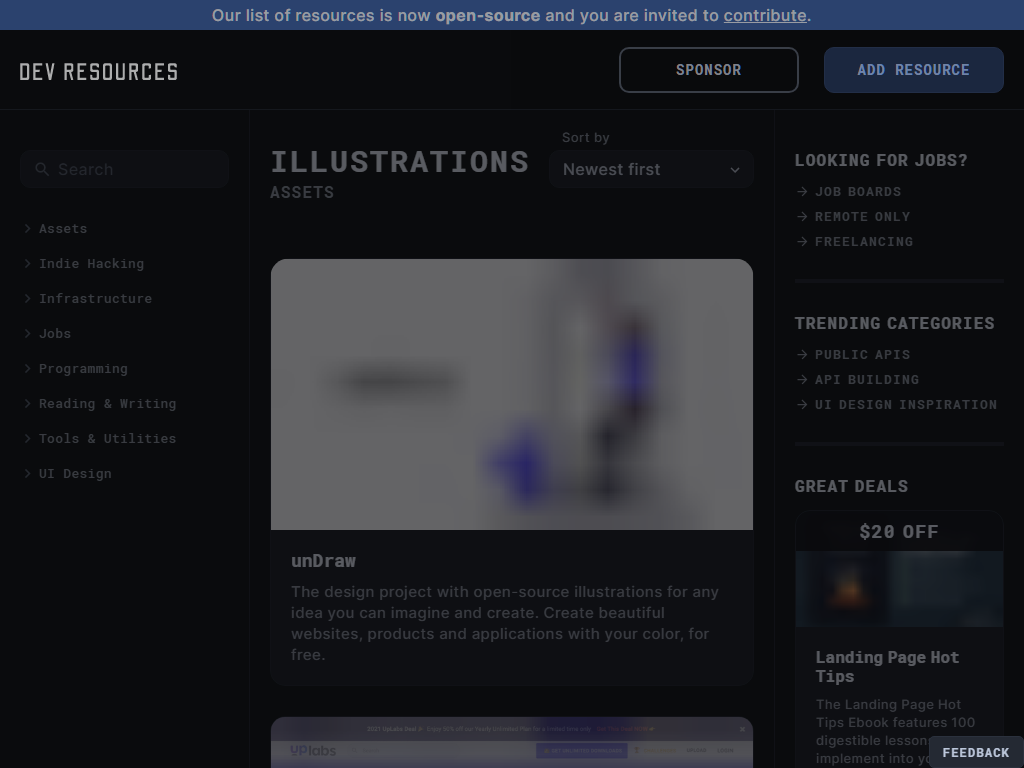 Our list of resources is now open-source and you are invited to contribute.
DEV RESOURCES
SPONSOR
ADD RESOURCE
Search
Assets
Indie Hacking
Infrastructure
Jobs
Programming
Reading & Writing
Tools & Utilities
UI Design
ILLUSTRATIONS
ASSETS
Sort by
Newest first
unDraw
The design project with open-source illustrations for any
idea you can imagine and create. Create beautiful
websites, products and applications with your color, for
free.
uplabs
LOOKING FOR JOBS?
JOB BOARDS
REMOTE ONLY
FREELANCING
TRENDING CATEGORIES
PUBLIC APIS
API BUILDING
UI DESIGN INSPIRATION
GREAT DEALS
$20 OFF
Landing Page Hot
Tips
The Landing Page Hot
Tips Ebook features 100
digestible lessons
implement into
FEEDBACK